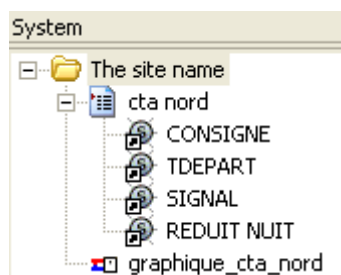 System
The site name
cta nord
CONSIGNE
TDEPART
SIGNAL
REDUIT NUIT
graphique_cta_nord